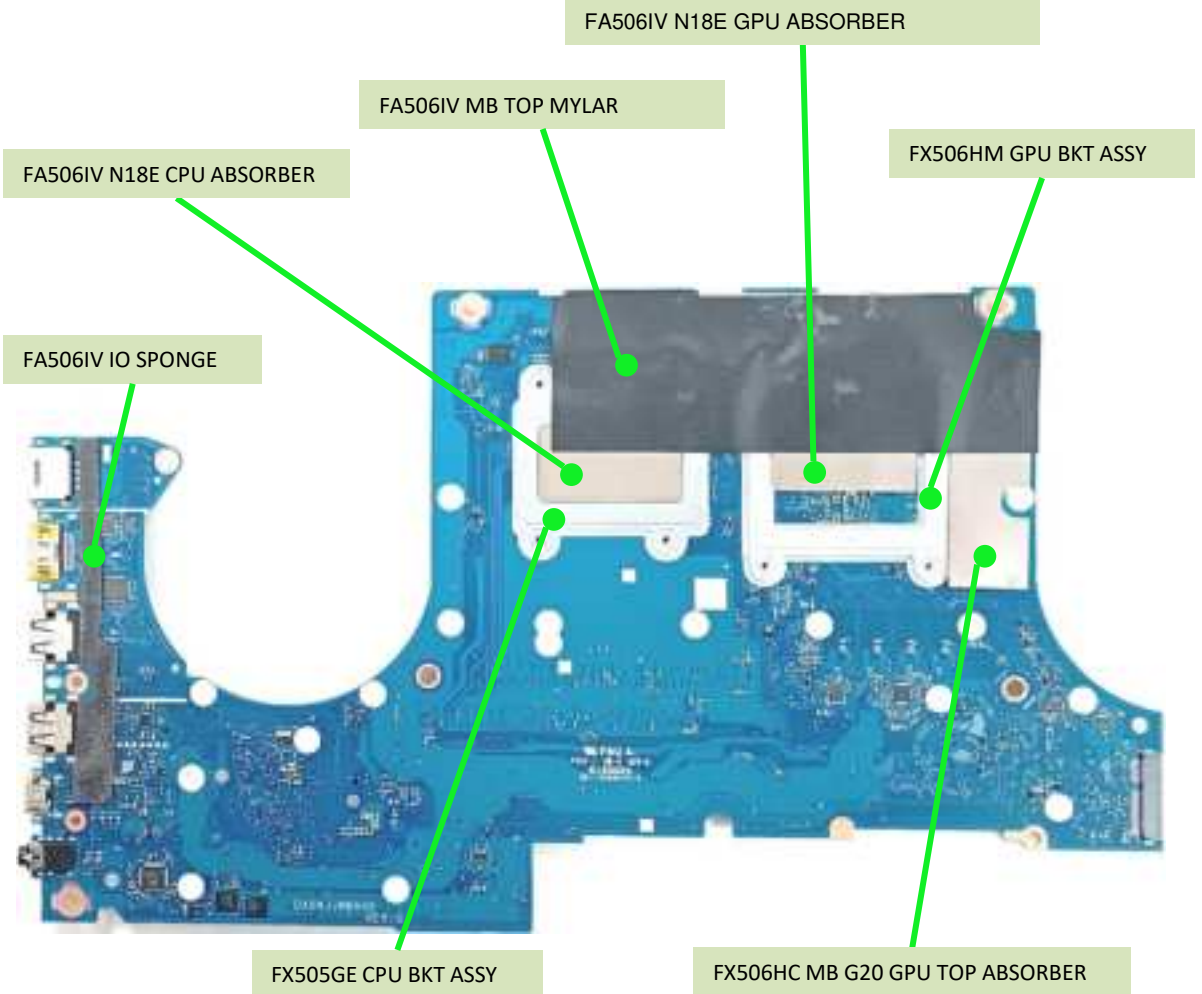 FA506IV N18E GPU ABSORBER
FA506IV MB TOP MYLAR
FX506HM GPU BKT ASSY
FA506IV N18E CPU ABSORBER
FA506IV IO SPONGE
FX505GE CPU BKT ASSY
FX506HC MB G20 GPU TOP ABSORBER